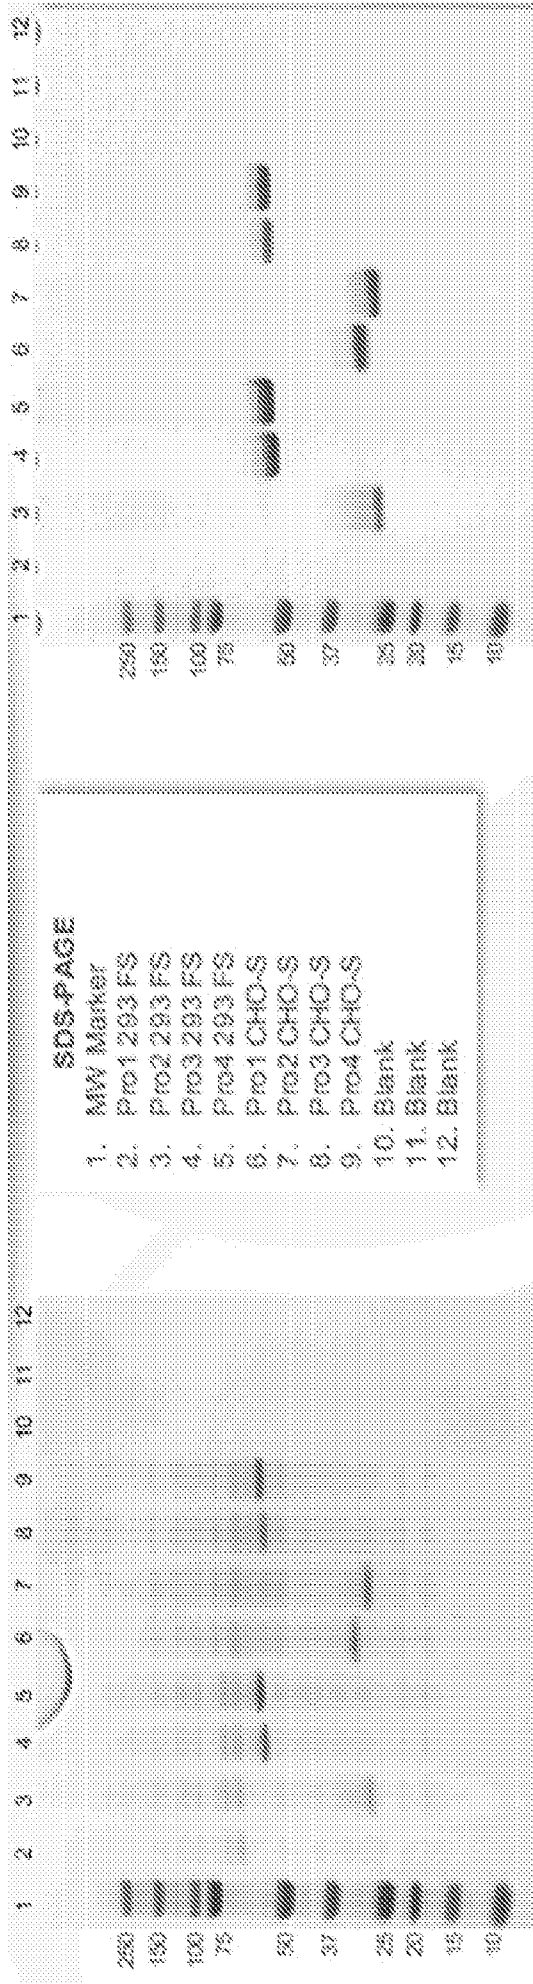 1 2 3 4 5 6 7 8 9 10 11 12
250
150
100
75
50
37
25
20
15
10
SDS-PAGE
1. MW Marker
2. Pro1 293 FS
3. Pro2 293 FS
4. Pro3 293 FS
5. Pro4 293 FS
6. Pro1 CHO-S
7. Pro2 CHO-S
8. Pro3 CHO-S
9. Pro4 CHO-S
10. Blank
11. Blank
12. Blank
1 2 3 4 5 6 7 8 9 10 11 12
250
150
100
75
50
37
25
20
15
10